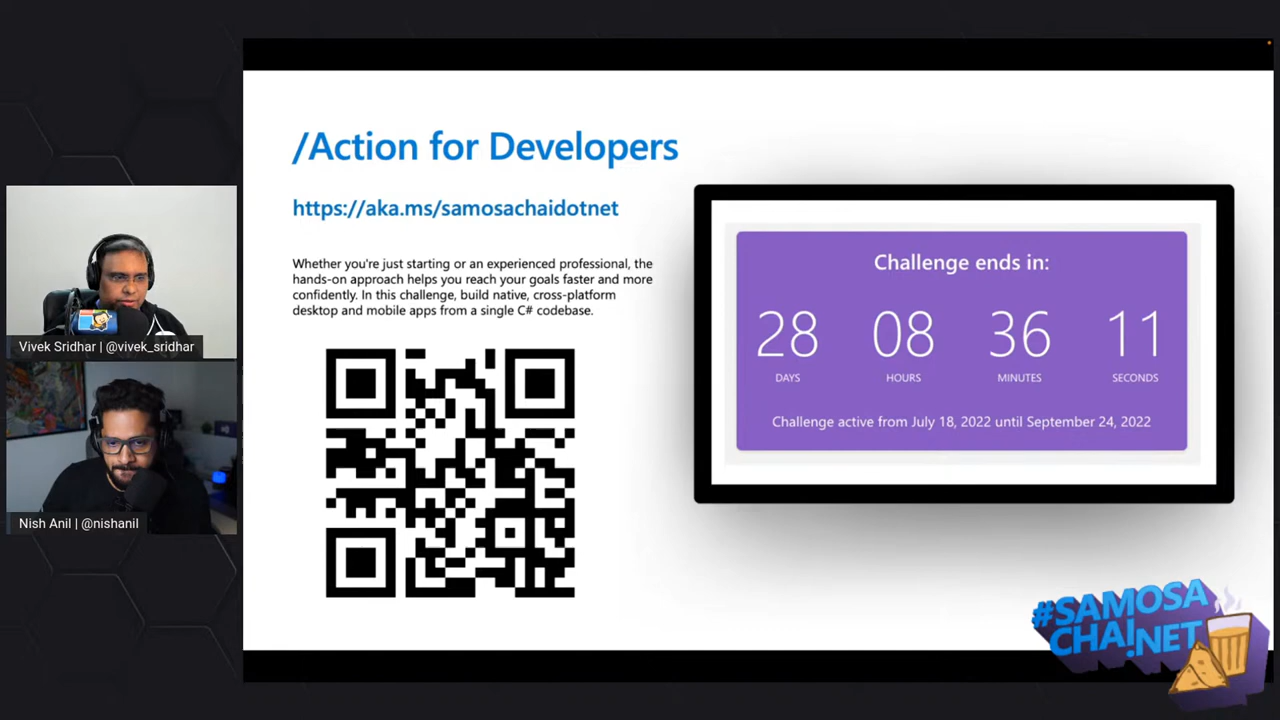 /Action for Developers
https://aka.ms/samosachaidotnet
Whether you're just starting or an experienced professional, the
hands-on approach helps you reach your goals faster and more
confidently. In this challenge, build native, cross-platform
desktop and mobile apps from a single C# codebase.
Challenge ends in:
28 08 36 11
DAYS HOURS MINUTES SECONDS
Challenge active from July 18, 2022 until September 24, 2022
Vivek Sridhar | @vivek_sridhar
Nish Anil | @nishanil
#SAMOSA
CHAI.NET